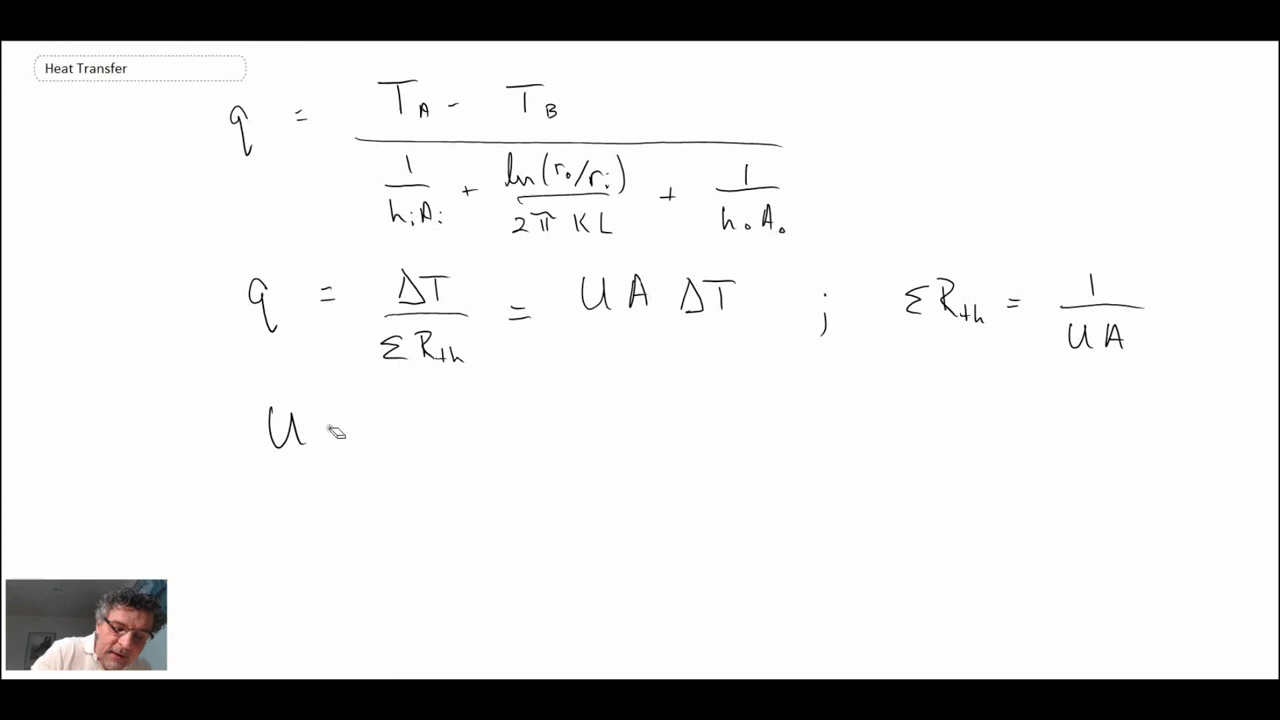 Heat Transfer
q = (T_A - T_B) / (1/(h_i A_i) + ln(r_o/r_i)/(2π K L) + 1/(h_o A_o))
q = ΔT / ΣR_th = U A ΔT ; ΣR_th = 1 / (U A)
U